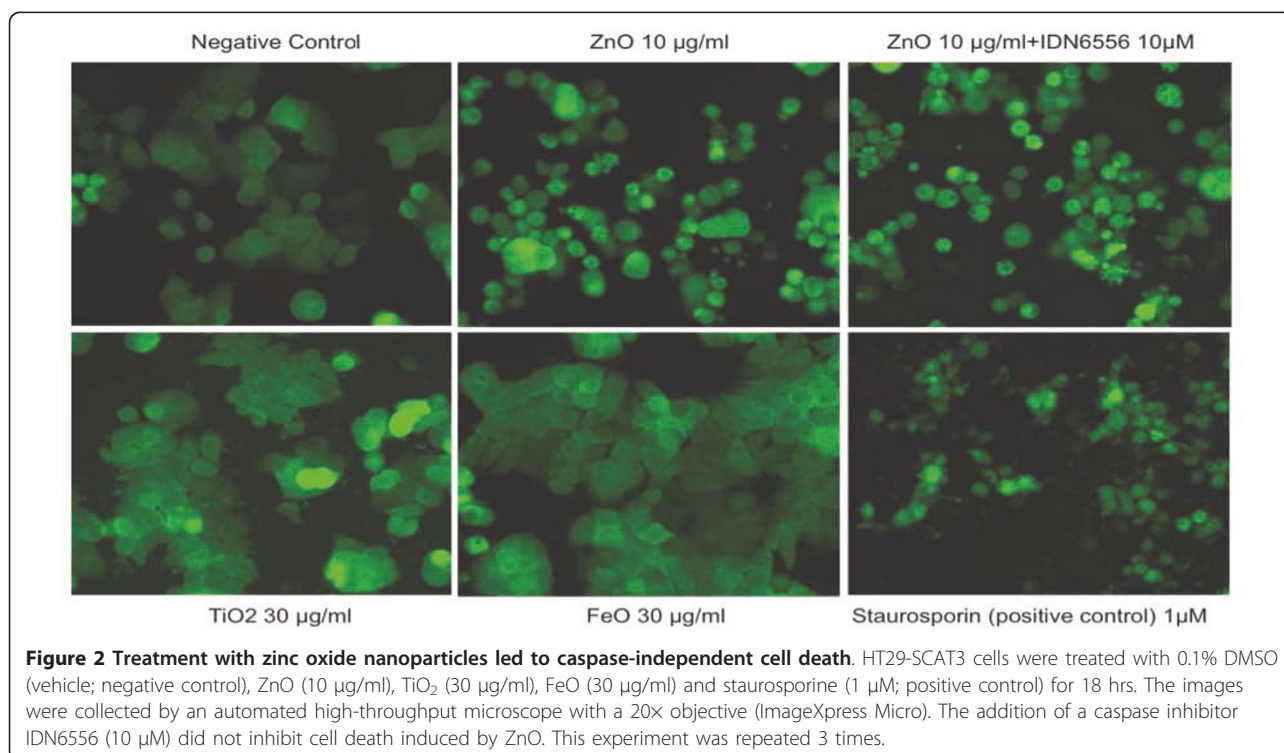 Negative Control
ZnO 10 µg/ml
ZnO 10 µg/ml+IDN6556 10µM
TiO2 30 µg/ml
FeO 30 µg/ml
Staurosporin (positive control) 1µM
Figure 2 Treatment with zinc oxide nanoparticles led to caspase-independent cell death. HT29-SCAT3 cells were treated with 0.1% DMSO
(vehicle; negative control), ZnO (10 µg/ml), TiO₂ (30 µg/ml), FeO (30 µg/ml) and staurosporine (1 µM; positive control) for 18 hrs. The images
were collected by an automated high-throughput microscope with a 20× objective (ImageXpress Micro). The addition of a caspase inhibitor
IDN6556 (10 µM) did not inhibit cell death induced by ZnO. This experiment was repeated 3 times.